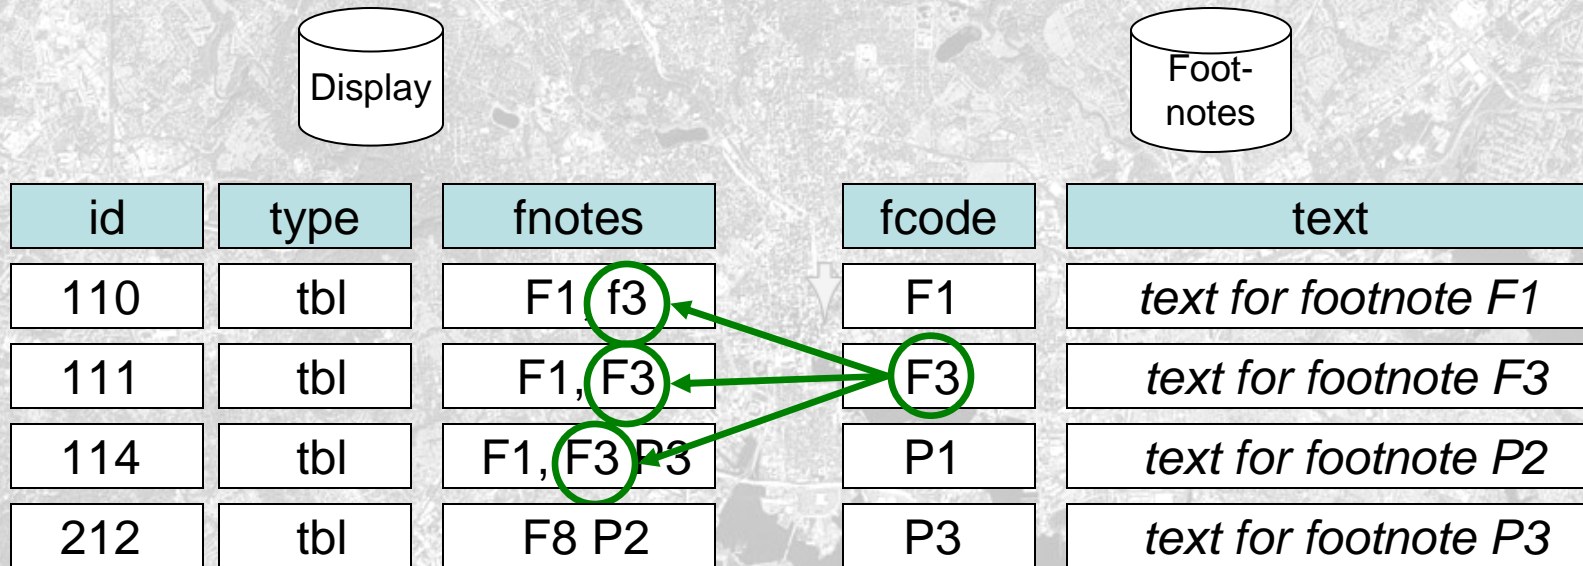 Display
Foot-
notes
id type fnotes fcode text
110 tbl F1, f3 F1 text for footnote F1
111 tbl F1, F3 F3 text for footnote F3
114 tbl F1, F3 P3 P1 text for footnote P2
212 tbl F8 P2 P3 text for footnote P3